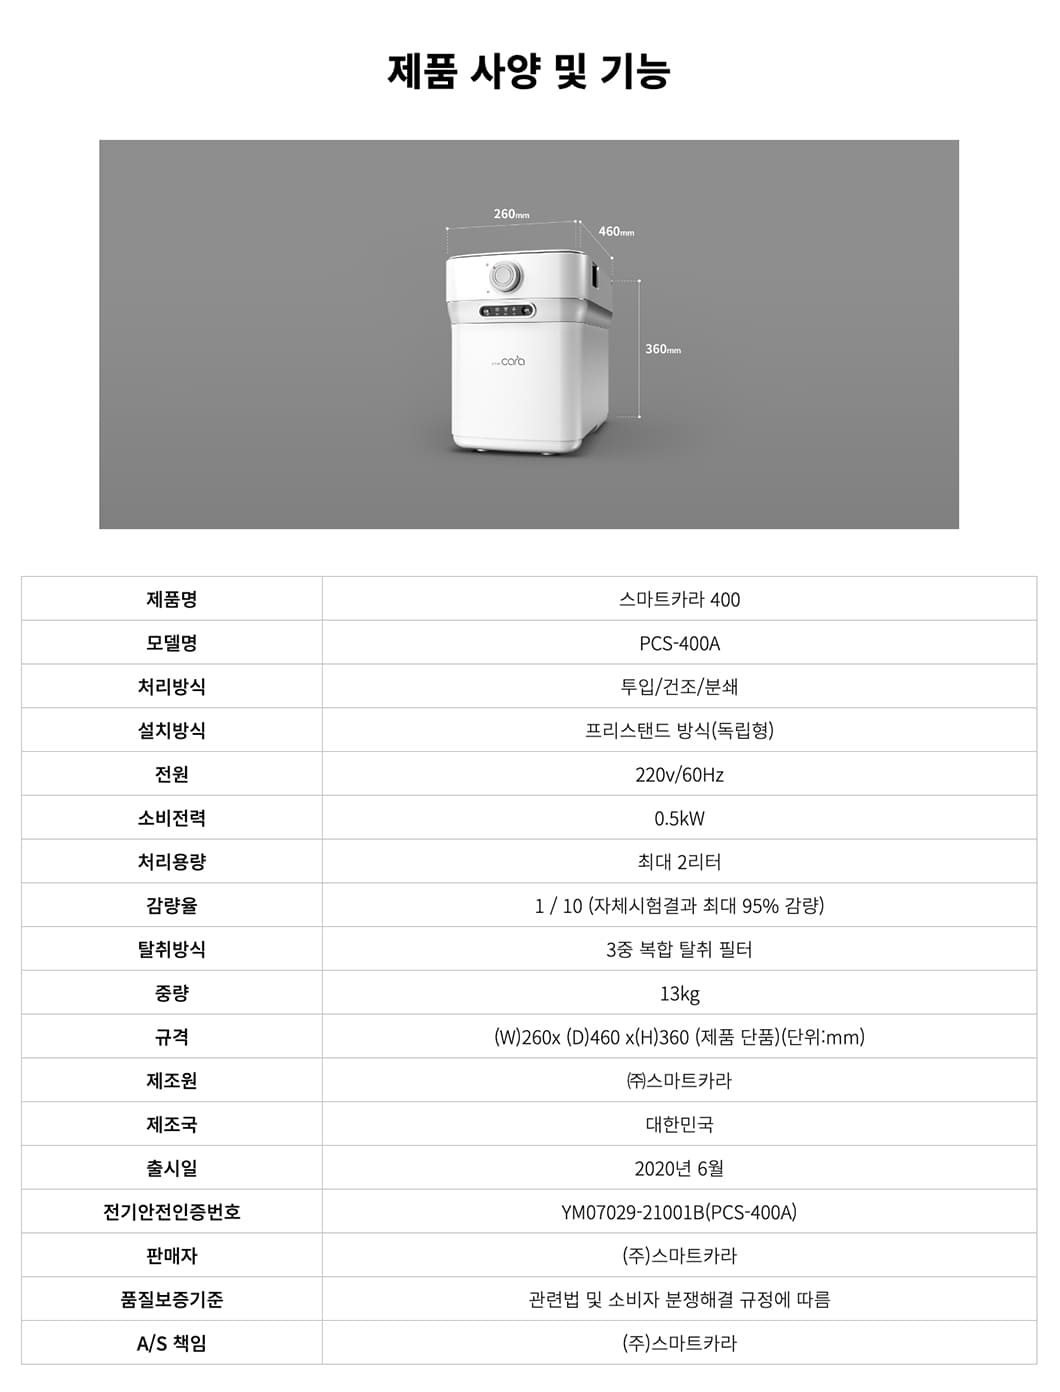 제품 사양 및 기능
260mm
460mm
360mm
cara
제품명 스마트카라 400
모델명 PCS-400A
처리방식 투입/건조/분쇄
설치방식 프리스탠드 방식(독립형)
전원 220v/60Hz
소비전력 0.5kW
처리용량 최대 2리터
감량율 1 / 10 (자체시험결과 최대 95% 감량)
탈취방식 3중 복합 탈취 필터
중량 13kg
규격 (W)260x (D)460 x(H)360 (제품 단품)(단위:mm)
제조원 ㈜스마트카라
제조국 대한민국
출시일 2020년 6월
전기안전인증번호 YM07029-21001B(PCS-400A)
판매자 (주)스마트카라
품질보증기준 관련법 및 소비자 분쟁해결 규정에 따름
A/S 책임 (주)스마트카라